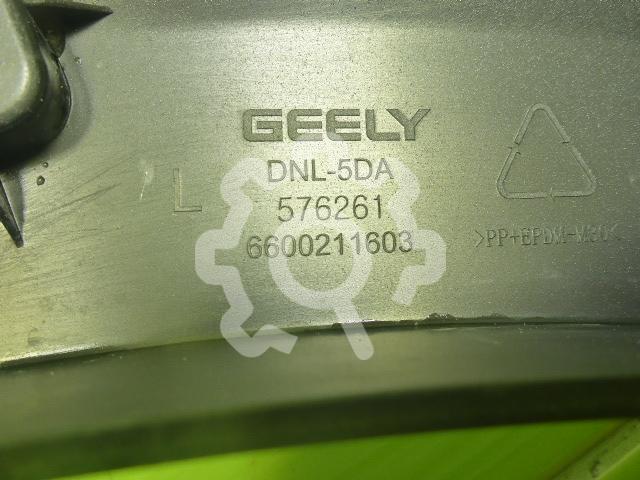 GEELY
DNL-5DA
L
576261
6600211603
>PP+EPDM-M30<